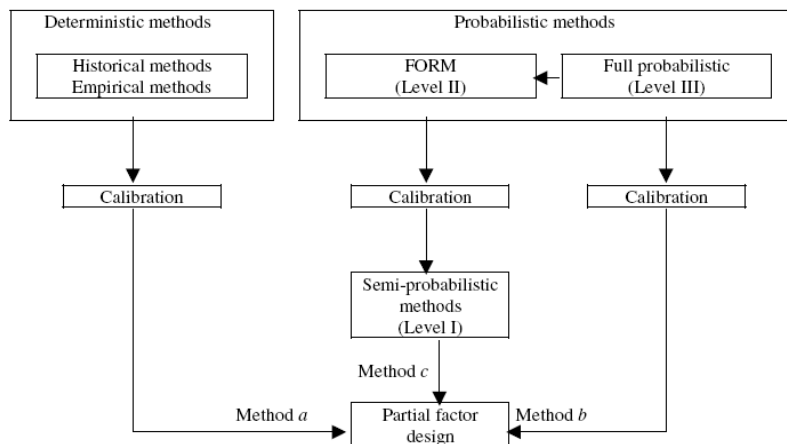 Deterministic methods
Probabilistic methods
Historical methods
Empirical methods
FORM
(Level II)
Full probabilistic
(Level III)
Calibration
Calibration
Calibration
Semi-probabilistic
methods
(Level I)
Method c
Method a
Partial factor
design
Method b